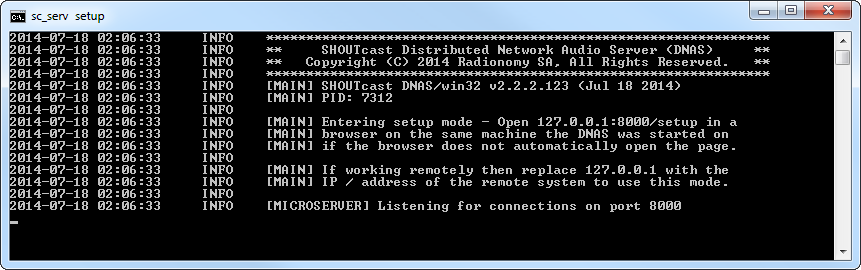 sc_serv setup
2014-07-18 02:06:33 INFO *************************************************************
2014-07-18 02:06:33 INFO ** SHOUTcast Distributed Network Audio Server (DNAS) **
2014-07-18 02:06:33 INFO ** Copyright (C) 2014 Radionomy SA, All Rights Reserved. **
2014-07-18 02:06:33 INFO *************************************************************
2014-07-18 02:06:33 INFO [MAIN] SHOUTcast DNAS/win32 v2.2.2.123 (Jul 18 2014)
2014-07-18 02:06:33 INFO [MAIN] PID: 7312
2014-07-18 02:06:33 INFO
2014-07-18 02:06:33 INFO [MAIN] Entering setup mode - Open 127.0.0.1:8000/setup in a
2014-07-18 02:06:33 INFO [MAIN] browser on the same machine the DNAS was started on
2014-07-18 02:06:33 INFO [MAIN] if the browser does not automatically open the page.
2014-07-18 02:06:33 INFO
2014-07-18 02:06:33 INFO [MAIN] If working remotely then replace 127.0.0.1 with the
2014-07-18 02:06:33 INFO [MAIN] IP / address of the remote system to use this mode.
2014-07-18 02:06:33 INFO [MICROSERVER] Listening for connections on port 8000